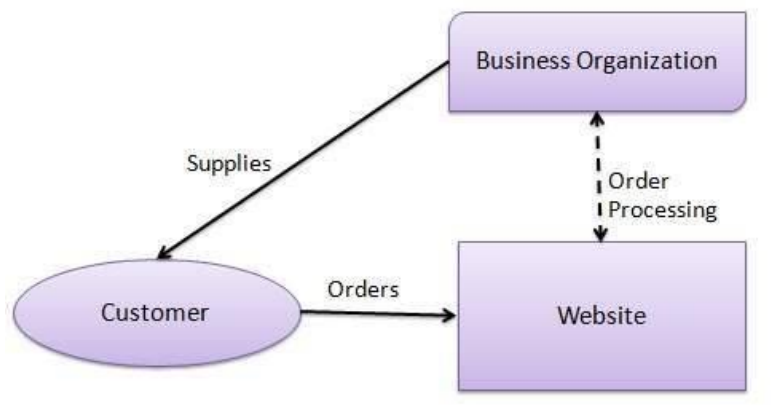 Business Organization
Supplies
Order
Processing
Customer
Orders
Website